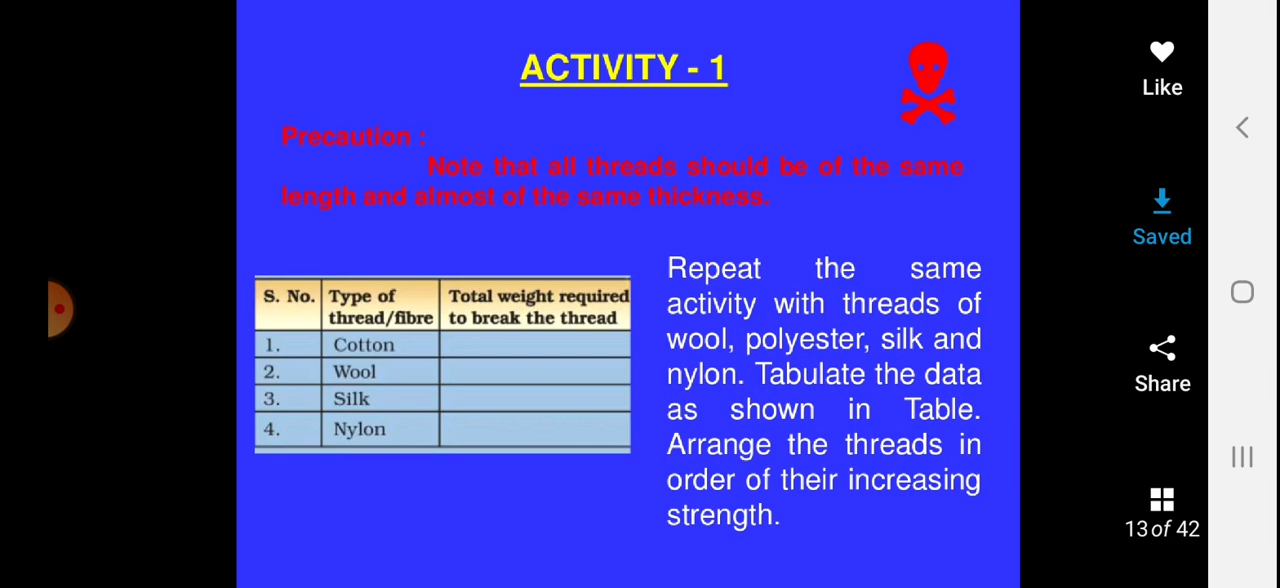 ACTIVITY - 1
Precaution :
Note that all threads should be of the same
length and almost of the same thickness.
S. No. Type of thread/fibre Total weight required to break the thread
1. Cotton
2. Wool
3. Silk
4. Nylon
Repeat the same
activity with threads of
wool, polyester, silk and
nylon. Tabulate the data
as shown in Table.
Arrange the threads in
order of their increasing
strength.
Like
Saved
Share
13 of 42